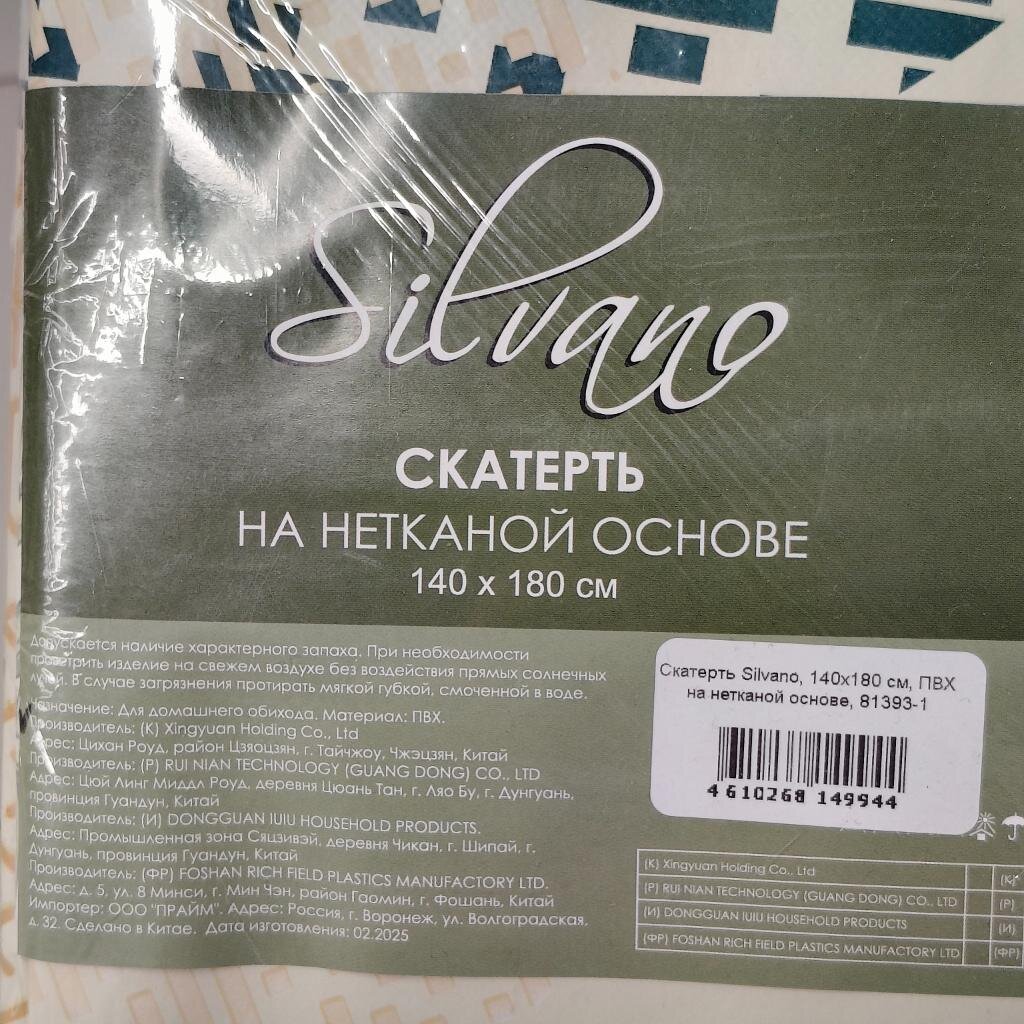 Silvano
СКАТЕРТЬ
НА НЕТКАНОЙ ОСНОВЕ
140 x 180 см
Допускается наличие характерного запаха. При необходимости
проветрить изделие на свежем воздухе без воздействия прямых солнечных
лучей. В случае загрязнения протирать мягкой губкой, смоченной в воде.
Назначение: Для домашнего обихода. Материал: ПВХ.
Производитель: (К) Xingyuan Holding Co., Ltd
Адрес: Цихан Роуд, район Цзяоцзян, г. Тайчжоу, Чжэцзян, Китай
Производитель: (Р) RUI NIAN TECHNOLOGY (GUANG DONG) CO., LTD
Адрес: Цюй Линг Миддл Роуд, деревня Цюань Тан, г. Ляо Бу, г. Дунгуань,
провинция Гуандун, Китай
Производитель: (И) DONGGUAN IUIU HOUSEHOLD PRODUCTS.
Адрес: Промышленная зона Сяцзивэй, деревня Чикан, г. Шипай, г.
Дунгуань, провинция Гуандун, Китай
Производитель: (ФР) FOSHAN RICH FIELD PLASTICS MANUFACTORY LTD.
Адрес: д. 5, ул. 8 Минси, г. Мин Чэн, район Гаомин, г. Фошань, Китай
Импортер: ООО "ПРАЙМ". Адрес: Россия, г. Воронеж, ул. Волгоградская,
д. 32. Сделано в Китае. Дата изготовления: 02.2025
Скатерть Silvano, 140x180 см, ПВХ
на нетканой основе, 81393-1
4 610268 149944
(К) Xingyuan Holding Co., Ltd (К)
(Р) RUI NIAN TECHNOLOGY (GUANG DONG) CO., LTD (Р)
(И) DONGGUAN IUIU HOUSEHOLD PRODUCTS (И)
(ФР) FOSHAN RICH FIELD PLASTICS MANUFACTORY LTD (ФР)